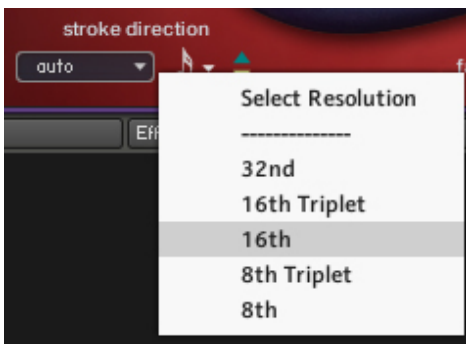 stroke direction
auto
Select Resolution
--------------
Eff
32nd
16th Triplet
16th
8th Triplet
8th